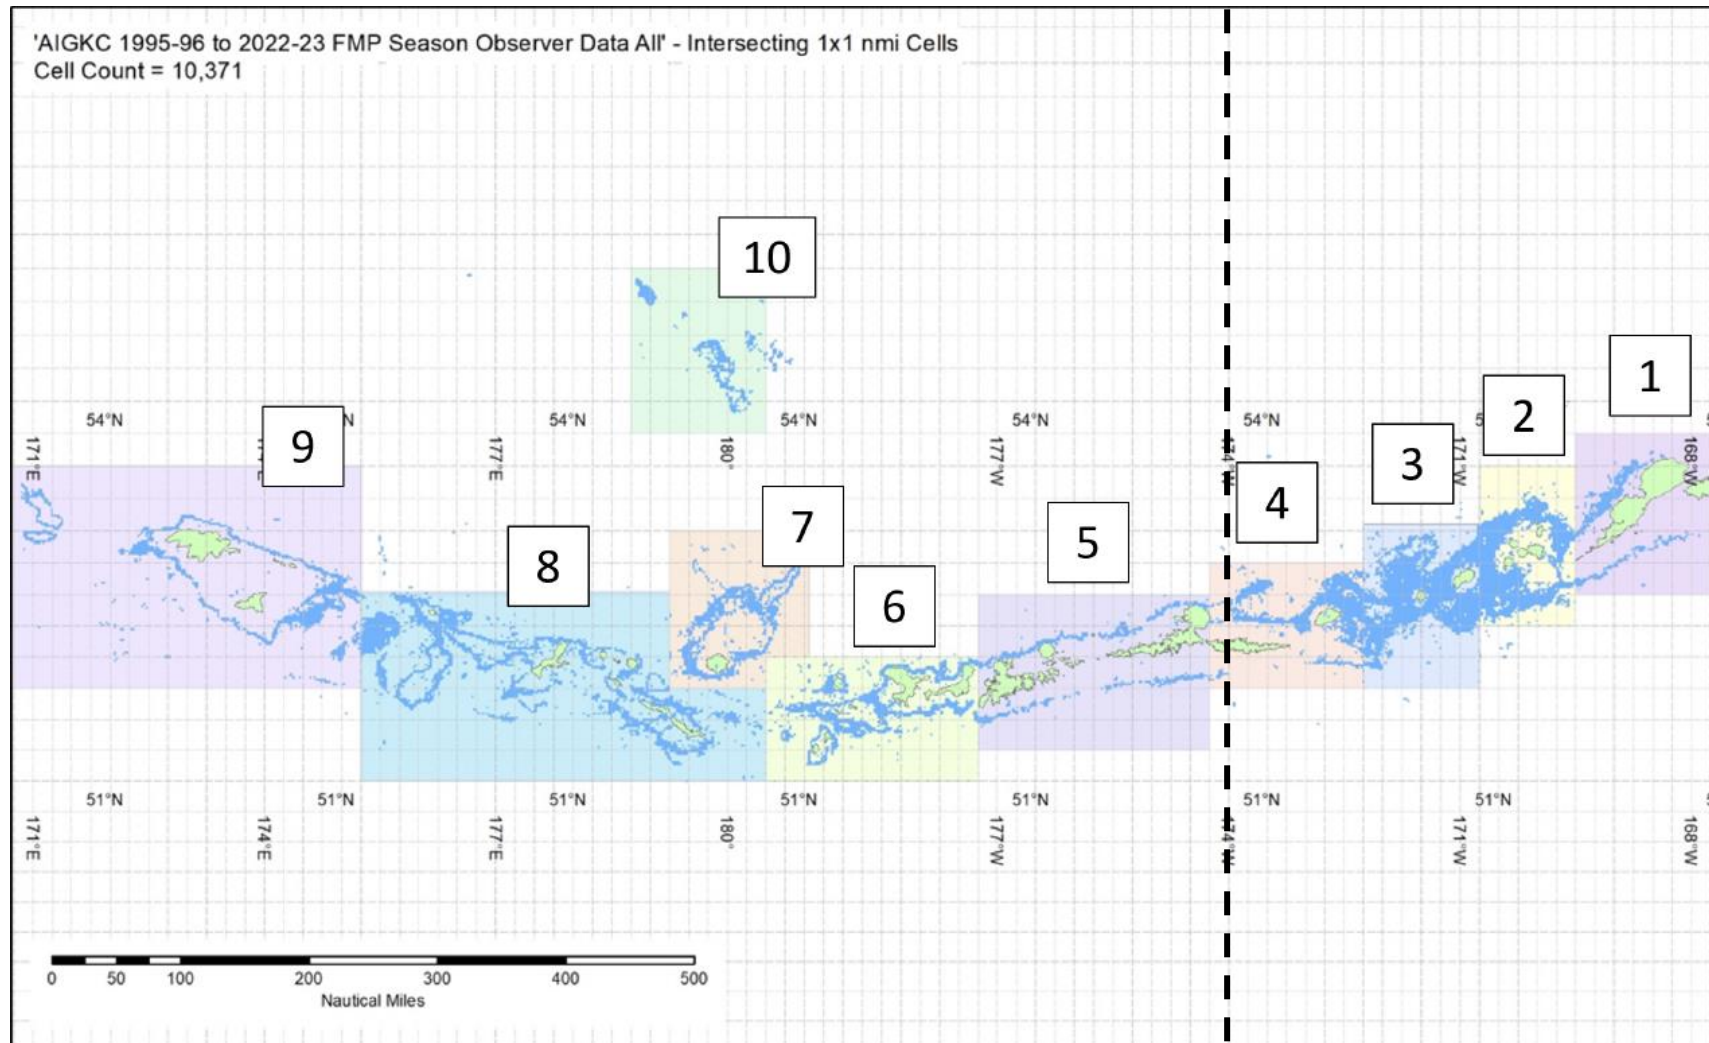 'AIGKC 1995-96 to 2022-23 FMP Season Observer Data All' - Intersecting 1x1 nmi Cells
Cell Count = 10,371
10
1
2
3
9
4
7
5
8
6
54°N 54°N 54°N 54°N 54°N
171°E 177°E 180° 177°W 174°W 171°W 168°W
51°N 51°N 51°N 51°N 51°N 51°N 51°N
171°E 174°E 177°E 180° 177°W 174°W 171°W 168°W
0 50 100 200 300 400 500
Nautical Miles